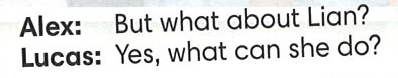 Alex: But what about Lian?
Lucas: Yes, what can she do?